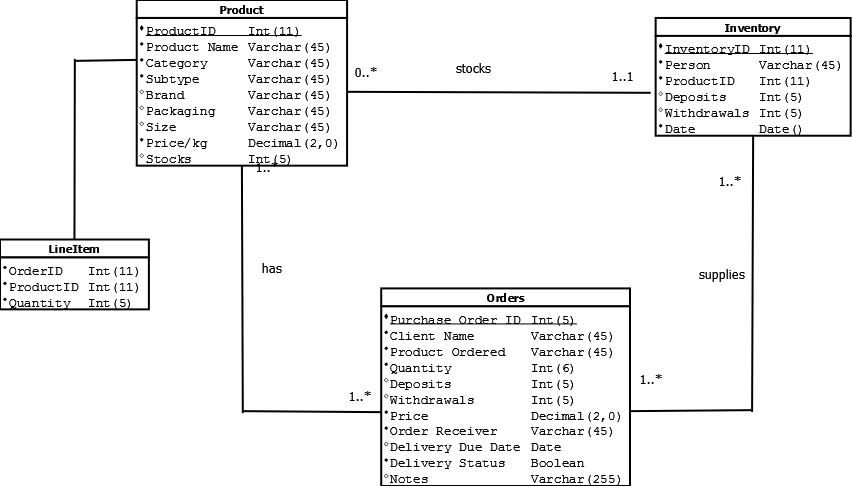 Product
ProductID Int(11)
Product Name Varchar(45)
Category Varchar(45)
Subtype Varchar(45)
Brand Varchar(45)
Packaging Varchar(45)
Size Varchar(45)
Price/kg Decimal(2,0)
Stocks Int(5)
0..*
stocks
1..1
Inventory
InventoryID Int(11)
Person Varchar(45)
ProductID Int(11)
Deposits Int(5)
Withdrawals Int(5)
Date Date()
1..*
1..*
LineItem
OrderID Int(11)
ProductID Int(11)
Quantity Int(5)
has
supplies
Orders
Purchase Order ID Int(5)
Client Name Varchar(45)
Product Ordered Varchar(45)
Quantity Int(6)
Deposits Int(5)
Withdrawals Int(5)
Price Decimal(2,0)
Order Receiver Varchar(45)
Delivery Due Date Date
Delivery Status Boolean
Notes Varchar(255)
1..*
1..*